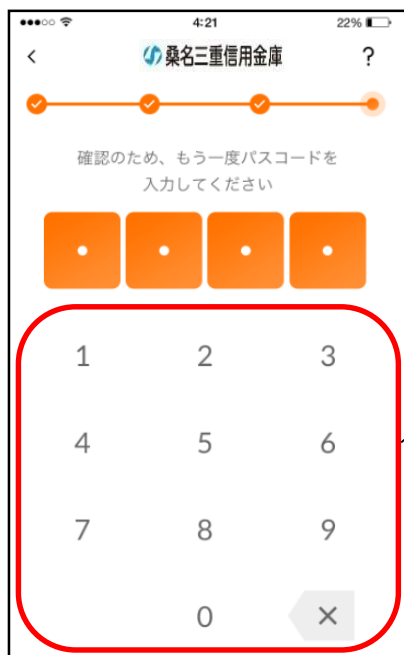 4:21
22%
桑名三重信用金庫
?
確認のため、もう一度パスコードを
入力してください
1 2 3
4 5 6
7 8 9
0